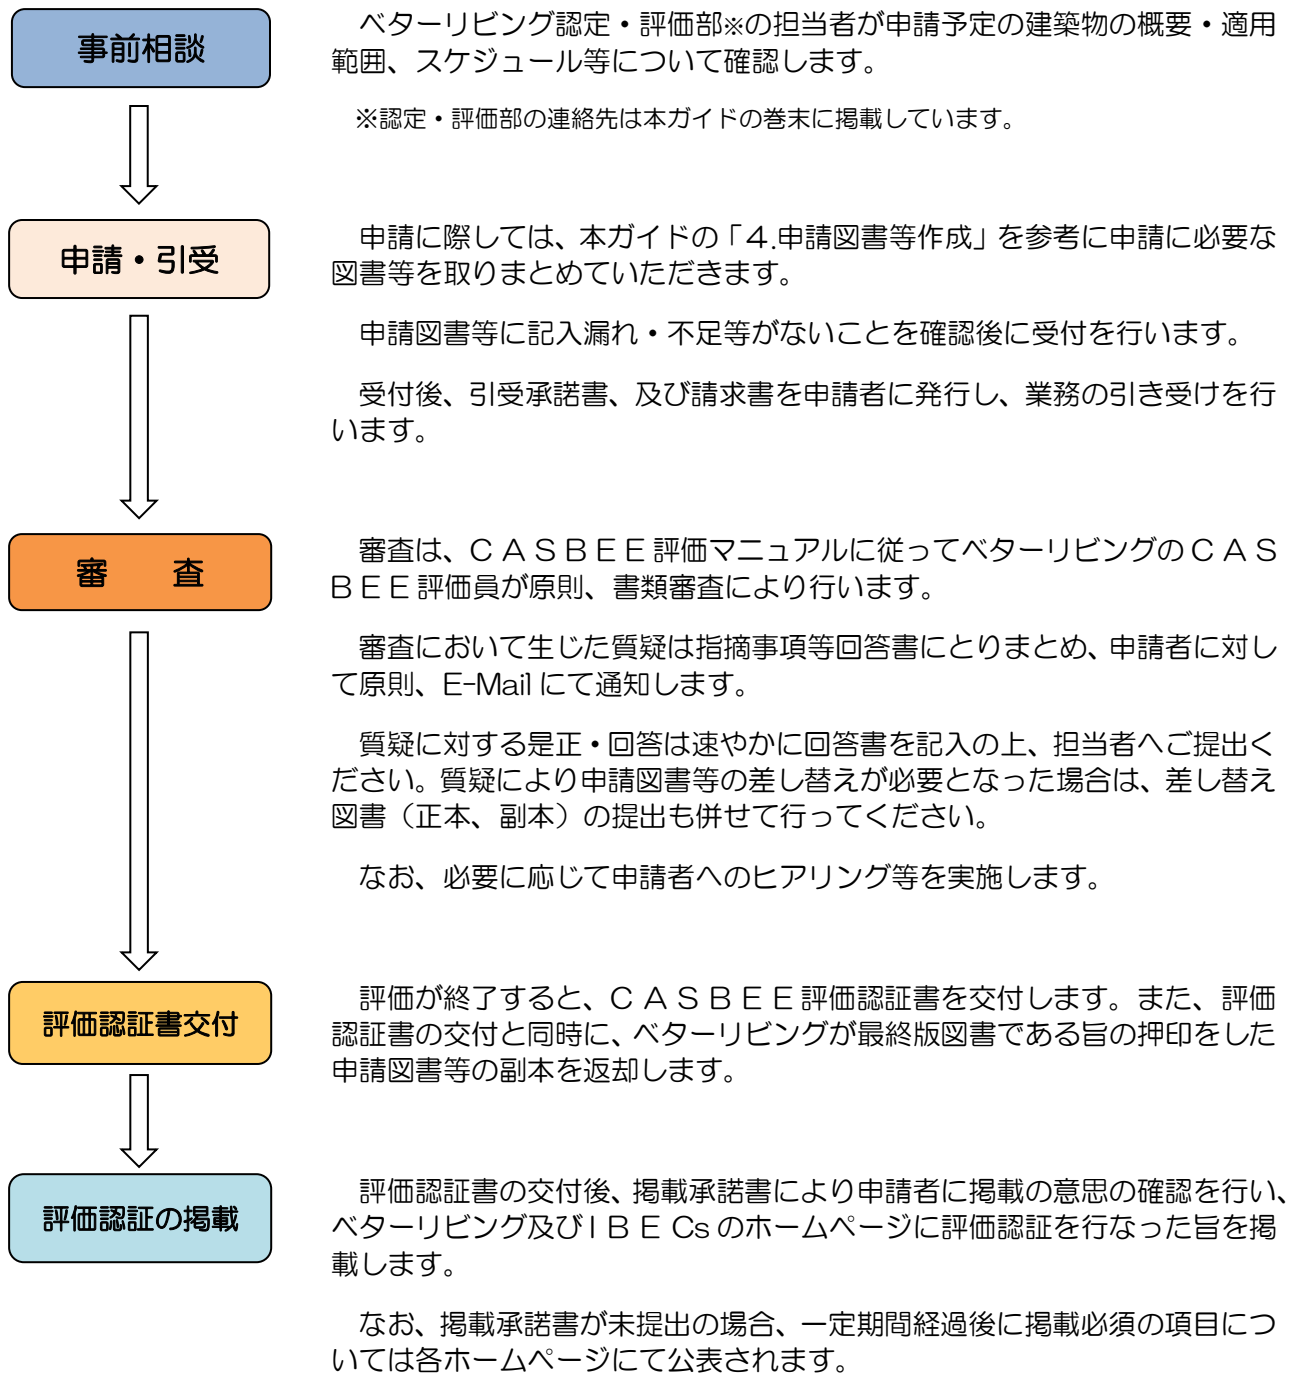 事前相談
ベターリビング認定・評価部※の担当者が申請予定の建築物の概要・適用
範囲、スケジュール等について確認します。
※認定・評価部の連絡先は本ガイドの巻末に掲載しています。
申請・引受
申請に際しては、本ガイドの「４.申請図書等作成」を参考に申請に必要な
図書等を取りまとめていただきます。
申請図書等に記入漏れ・不足等がないことを確認後に受付を行います。
受付後、引受承諾書、及び請求書を申請者に発行し、業務の引き受けを行
います。
審　査
審査は、ＣＡＳＢＥＥ評価マニュアルに従ってベターリビングのＣＡＳ
ＢＥＥ評価員が原則、書類審査により行います。
審査において生じた質疑は指摘事項等回答書にとりまとめ、申請者に対し
て原則、E-Mailにて通知します。
質疑に対する是正・回答は速やかに回答書を記入の上、担当者へご提出く
ださい。質疑により申請図書等の差し替えが必要となった場合は、差し替え
図書（正本、副本）の提出も併せて行ってください。
なお、必要に応じて申請者へのヒアリング等を実施します。
評価認証書交付
評価が終了すると、ＣＡＳＢＥＥ評価認証書を交付します。また、評価
認証書の交付と同時に、ベターリビングが最終版図書である旨の押印をした
申請図書等の副本を返却します。
評価認証の掲載
評価認証書の交付後、掲載承諾書により申請者に掲載の意思の確認を行い、
ベターリビング及びＩＢＥＣsのホームページに評価認証を行なった旨を掲
載します。
なお、掲載承諾書が未提出の場合、一定期間経過後に掲載必須の項目につ
いては各ホームページにて公表されます。